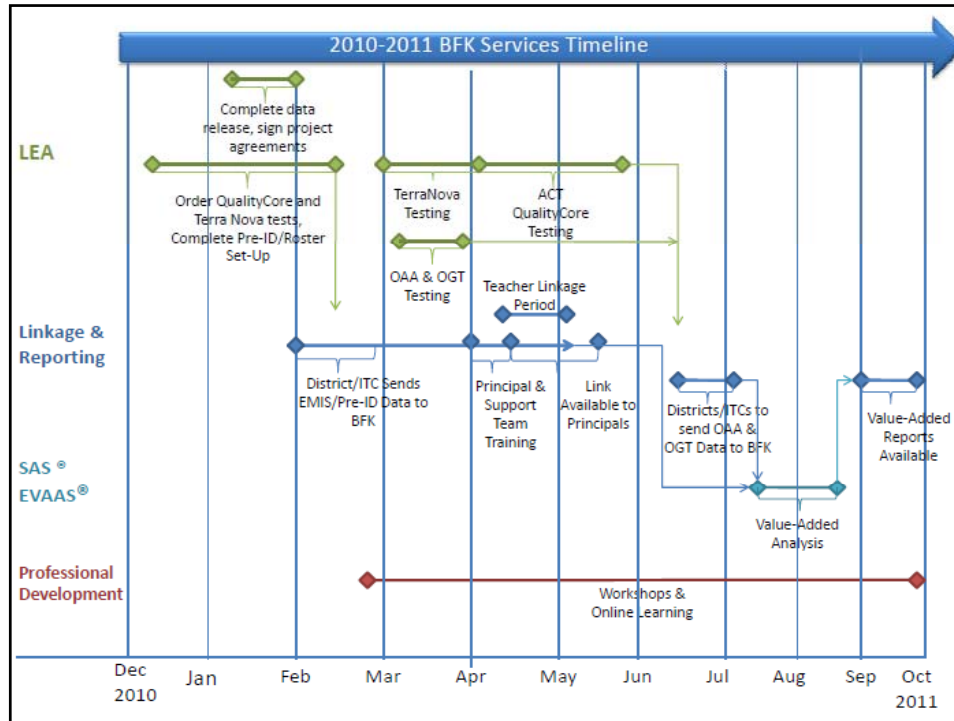 2010-2011 BFK Services Timeline
Complete data
release, sign project
agreements
LEA
Order QualityCore and
Terra Nova tests,
Complete Pre-ID/Roster
Set-Up
TerraNova
Testing
ACT
QualityCore
Testing
OAA & OGT
Testing
Teacher Linkage
Period
Linkage &
Reporting
District/ITC Sends
EMIS/Pre-ID Data to
BFK
Principal &
Support
Team
Training
Link
Available to
Principals
Districts/ITCs to
send OAA &
OGT Data to BFK
Value-Added
Reports
Available
SAS ®
EVAAS®
Value-Added
Analysis
Professional
Development
Workshops &
Online Learning
Dec
2010
Jan
Feb
Mar
Apr
May
Jun
Jul
Aug
Sep
Oct
2011